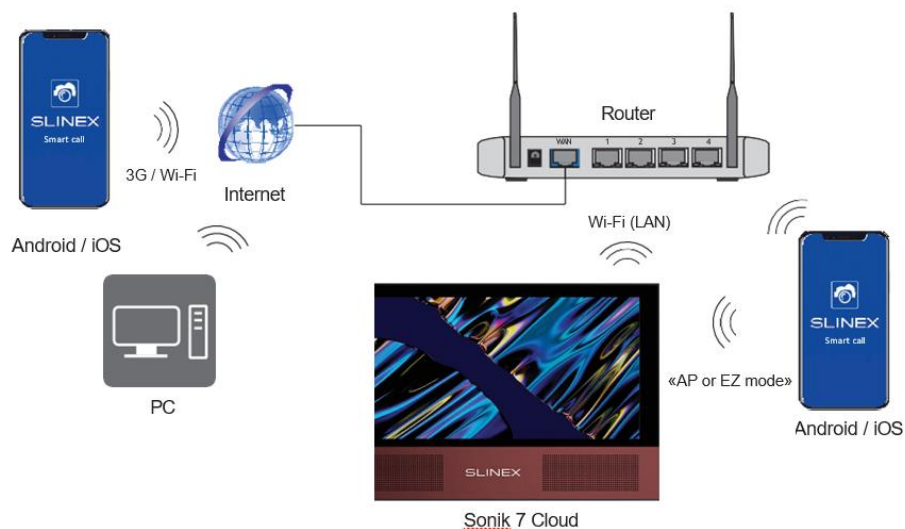 SLINEX
Smart call
3G / Wi-Fi
Android / iOS
Internet
Router
WAN 1 2 3 4
Wi-Fi (LAN)
PC
SLINEX
Sonik 7 Cloud
«AP or EZ mode»
SLINEX
Smart call
Android / iOS